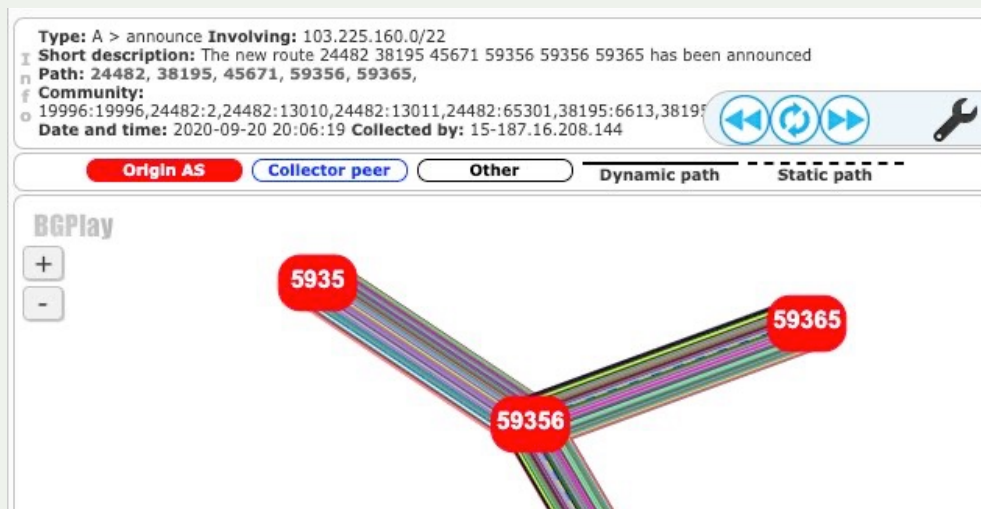 Type: A > announce Involving: 103.225.160.0/22
Short description: The new route 24482 38195 45671 59356 59356 59365 has been announced
Path: 24482, 38195, 45671, 59356, 59365,
Community:
19996:19996,24482:2,24482:13010,24482:13011,24482:65301,38195:6613,3819
Date and time: 2020-09-20 20:06:19 Collected by: 15-187.16.208.144
Info
Origin AS Collector peer Other Dynamic path Static path
BGPlay
+
-
5935
59365
59356